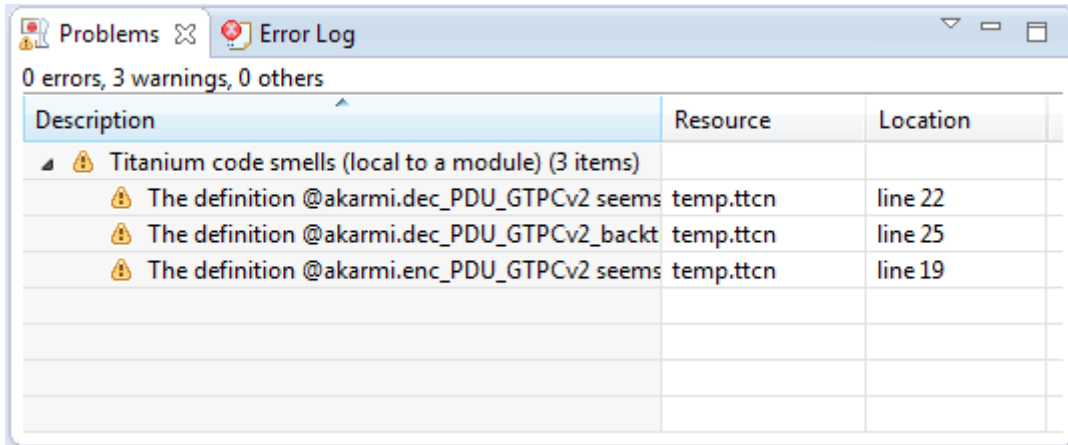 Problems Error Log
0 errors, 3 warnings, 0 others
Description Resource Location
Titanium code smells (local to a module) (3 items)
The definition @akarmi.dec_PDU_GTPCv2 seems temp.ttcn line 22
The definition @akarmi.dec_PDU_GTPCv2_backt temp.ttcn line 25
The definition @akarmi.enc_PDU_GTPCv2 seems temp.ttcn line 19